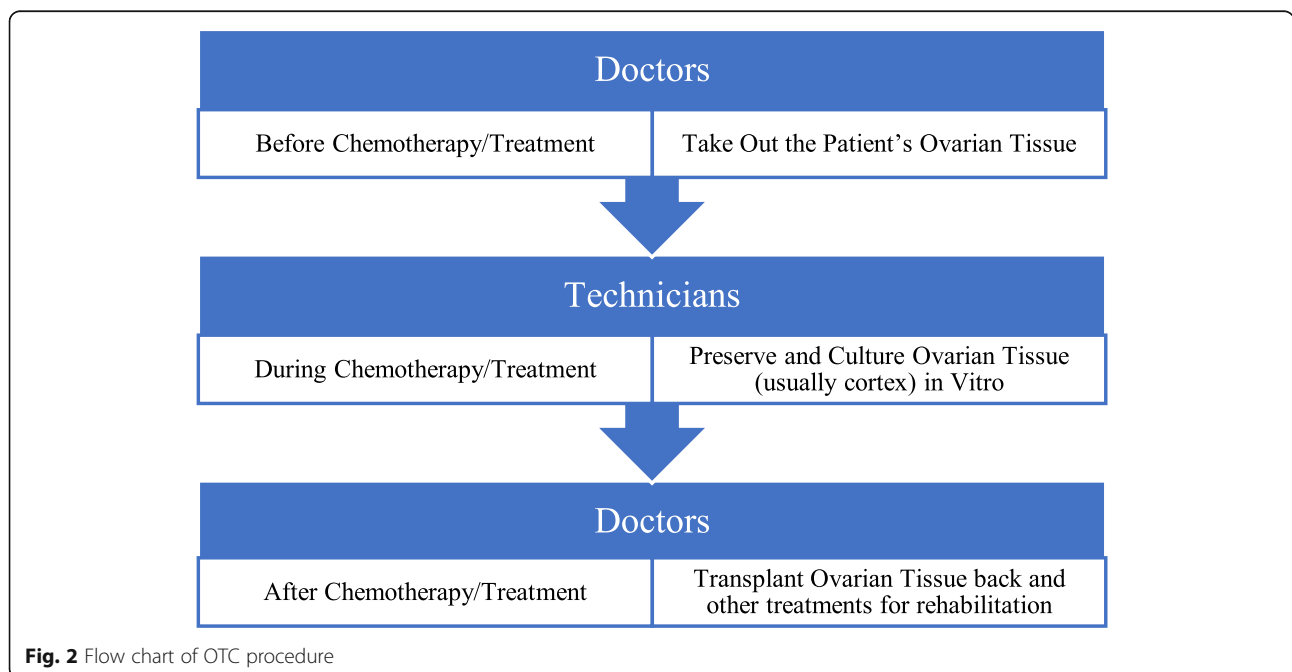 Doctors
Before Chemotherapy/Treatment
Take Out the Patient’s Ovarian Tissue
Technicians
During Chemotherapy/Treatment
Preserve and Culture Ovarian Tissue
(usually cortex) in Vitro
Doctors
After Chemotherapy/Treatment
Transplant Ovarian Tissue back and
other treatments for rehabilitation
Fig. 2 Flow chart of OTC procedure